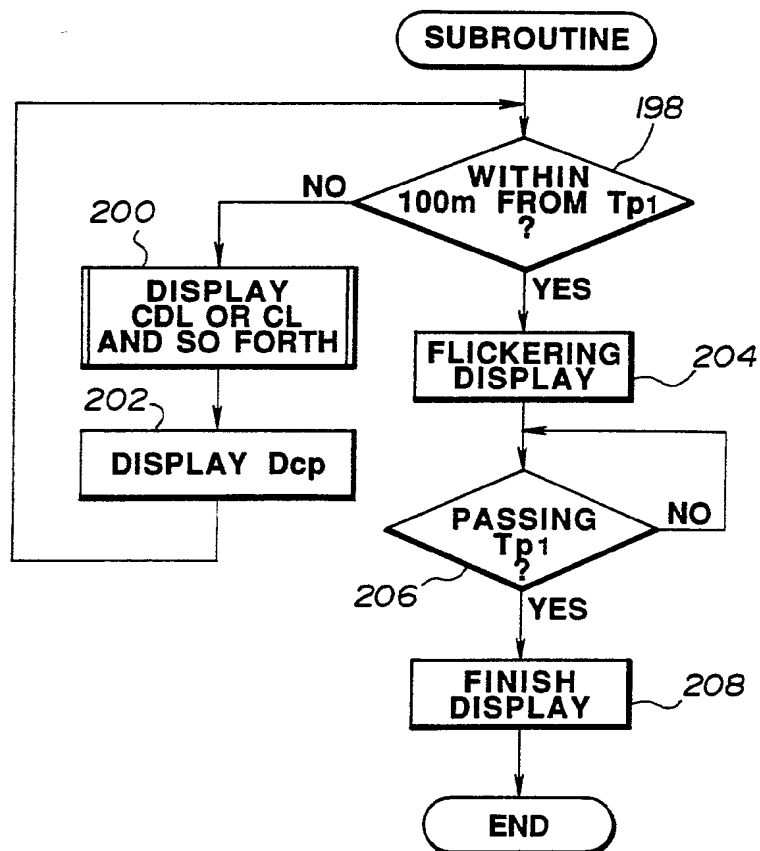 SUBROUTINE
198
WITHIN
100m FROM Tp1
?
NO
YES
200
DISPLAY
CDL OR CL
AND SO FORTH
202
DISPLAY Dcp
FLICKERING
DISPLAY
204
PASSING
Tp1
?
NO
206
YES
FINISH
DISPLAY
208
END